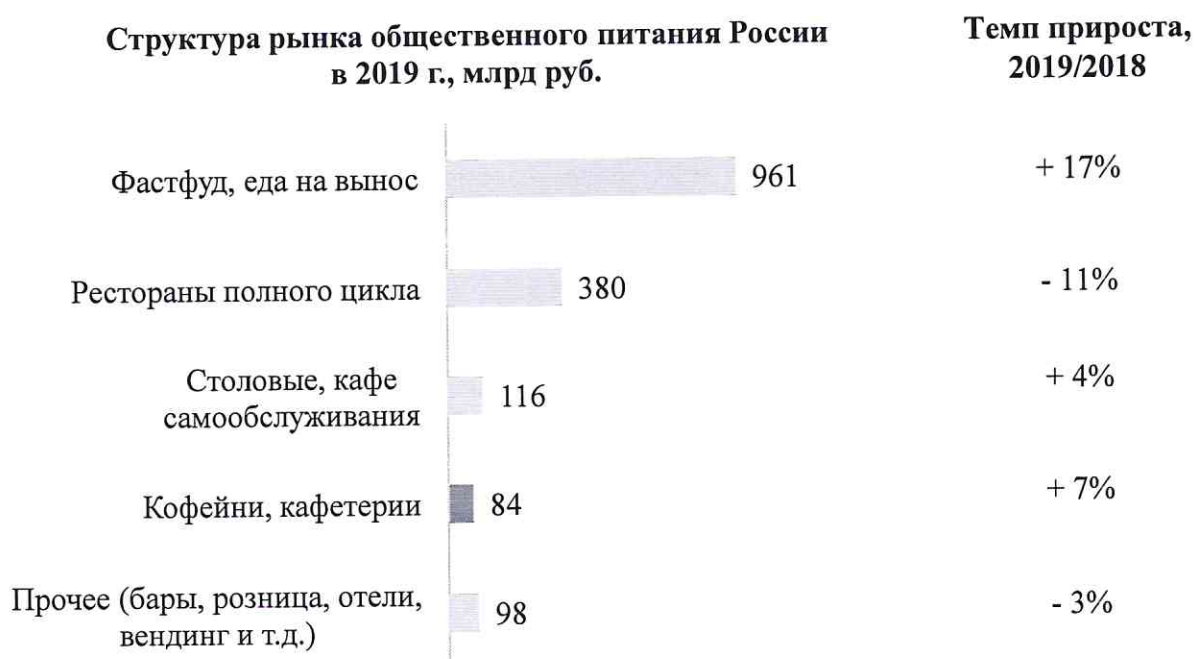 Структура рынка общественного питания России
в 2019 г., млрд руб.
Темп прироста,
2019/2018
Фастфуд, еда на вынос
961
+ 17%
Рестораны полного цикла
380
- 11%
Столовые, кафе
самообслуживания
116
+ 4%
Кофейни, кафетерии
84
+ 7%
Прочее (бары, розница, отели,
вендинг и т.д.)
98
- 3%